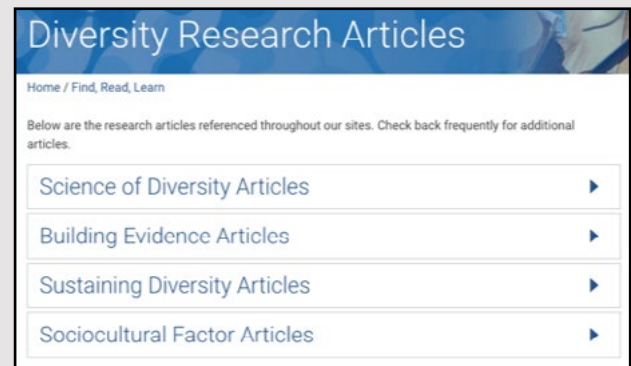 Diversity Research Articles
Home / Find, Read, Learn
Below are the research articles referenced throughout our sites. Check back frequently for additional
articles.
Science of Diversity Articles
Building Evidence Articles
Sustaining Diversity Articles
Sociocultural Factor Articles